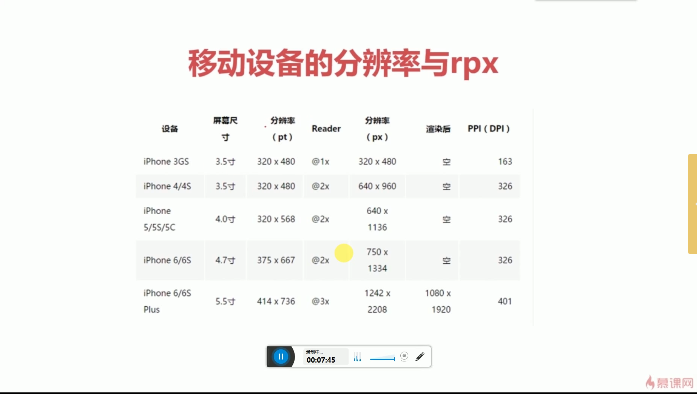 移动设备的分辨率与rpx
设备 屏幕尺寸 分辨率（pt） Reader 分辨率（px） 渲染后 PPI（DPI）
iPhone 3GS 3.5寸 320 x 480 @1x 320 x 480 空 163
iPhone 4/4S 3.5寸 320 x 480 @2x 640 x 960 空 326
iPhone 5/5S/5C 4.0寸 320 x 568 @2x 640 x 1136 空 326
iPhone 6/6S 4.7寸 375 x 667 @2x 750 x 1334 空 326
iPhone 6/6S Plus 5.5寸 414 x 736 @3x 1242 x 2208 1080 x 1920 401
00:07:45
慕课网